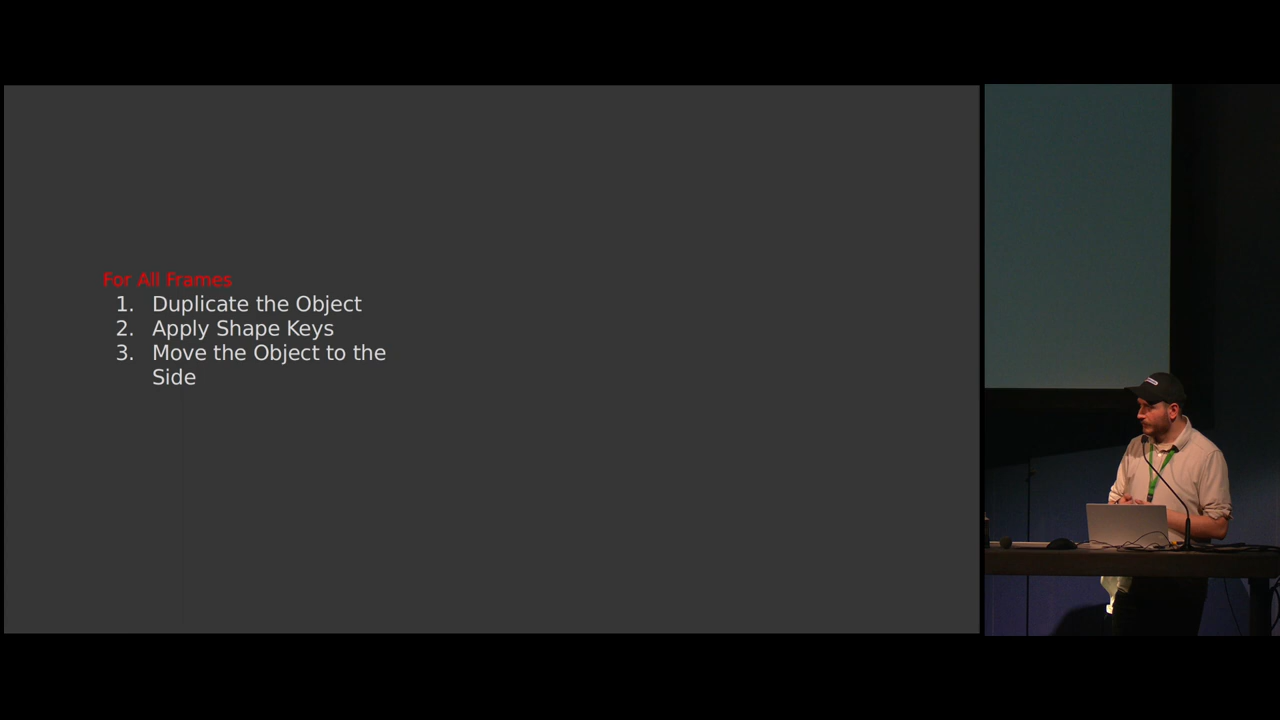 For All Frames
1. Duplicate the Object
2. Apply Shape Keys
3. Move the Object to the
Side